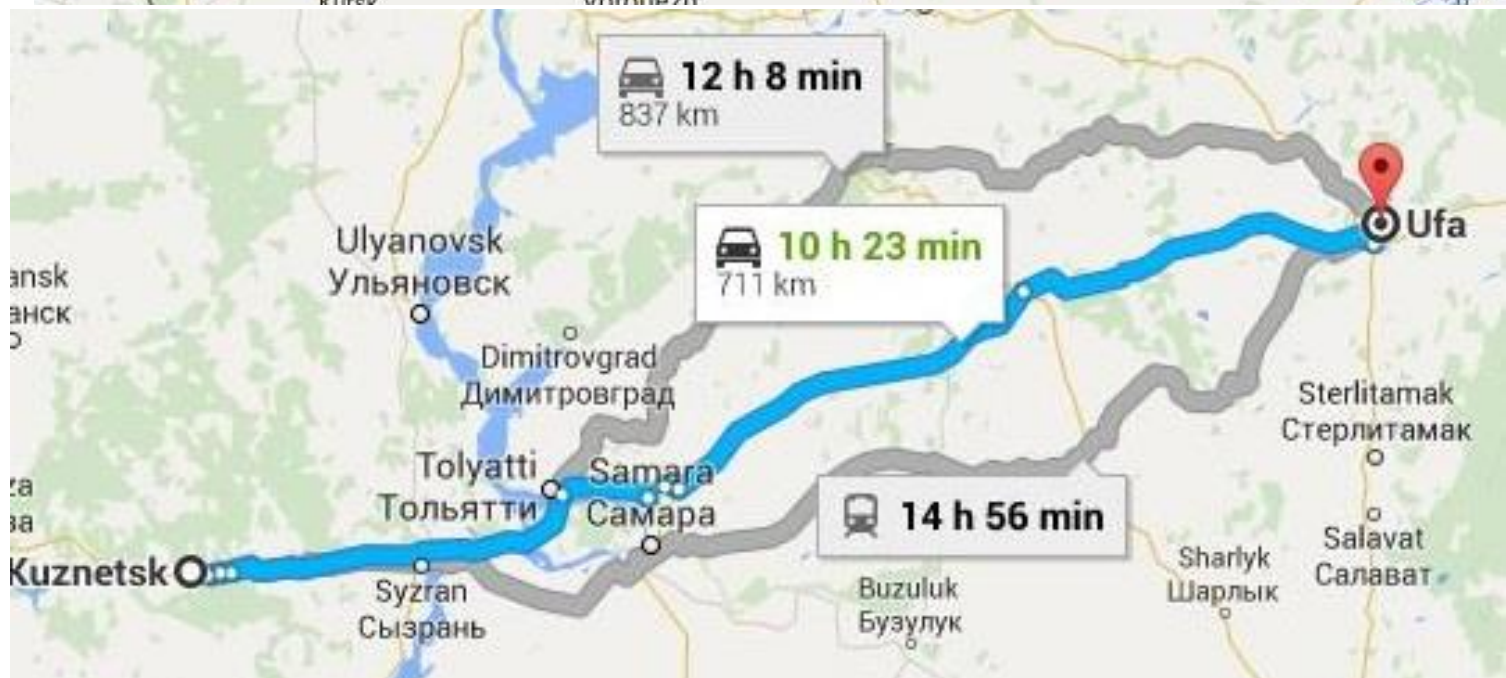 12 h 8 min
837 km
Ulyanovsk
Ульяновск
10 h 23 min
711 km
Ufa
Dimitrovgrad
Димитровград
Sterlitamak
Стерлитамак
Tolyatti
Тольятти
Samara
Самара
14 h 56 min
Kuznetsk
Syzran
Сызрань
Buzuluk
Бузулук
Sharlyk
Шарлык
Salavat
Салават